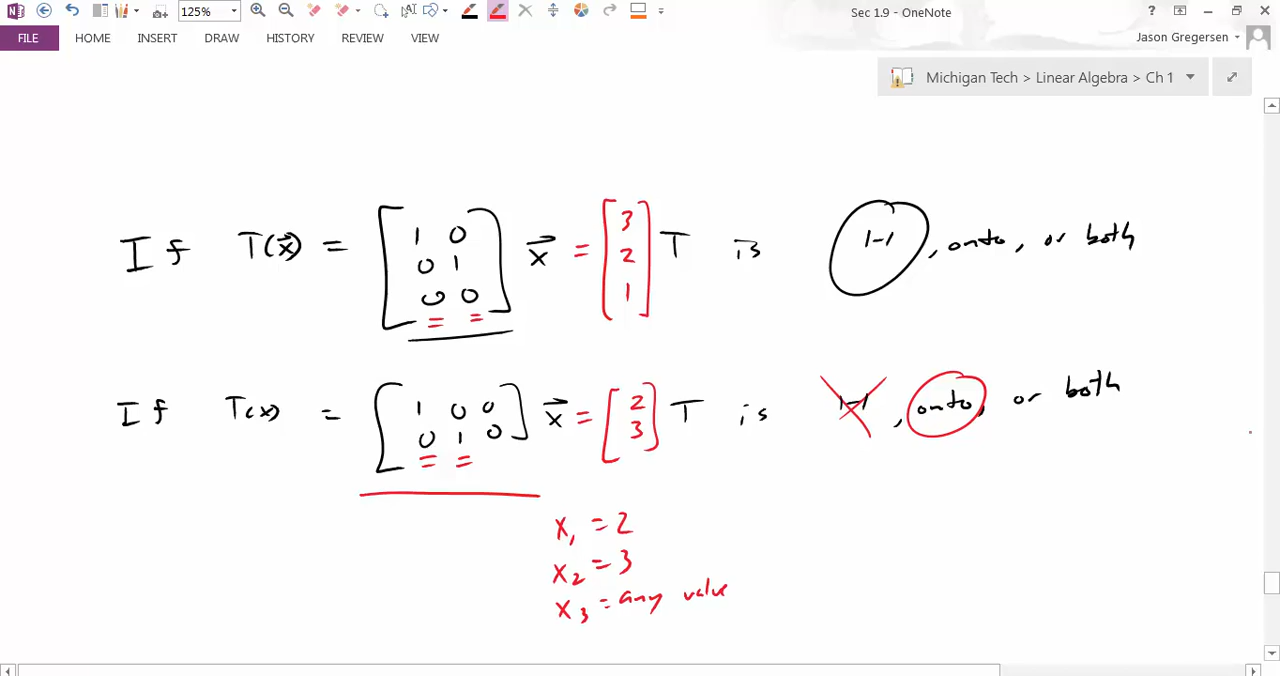 125%
Sec 1.9 - OneNote
?
FILE HOME INSERT DRAW HISTORY REVIEW VIEW
Jason Gregersen
Michigan Tech > Linear Algebra > Ch 1
If T(x⃗) = [1 0; 0 1; 0 0] x⃗ = [3; 2; 1] T is 1-1, onto, or both
If T(x) = [1 0 0; 0 1 0] x⃗ = [2; 3] T is 1-1, onto, or both
x₁ = 2
x₂ = 3
x₃ = any value